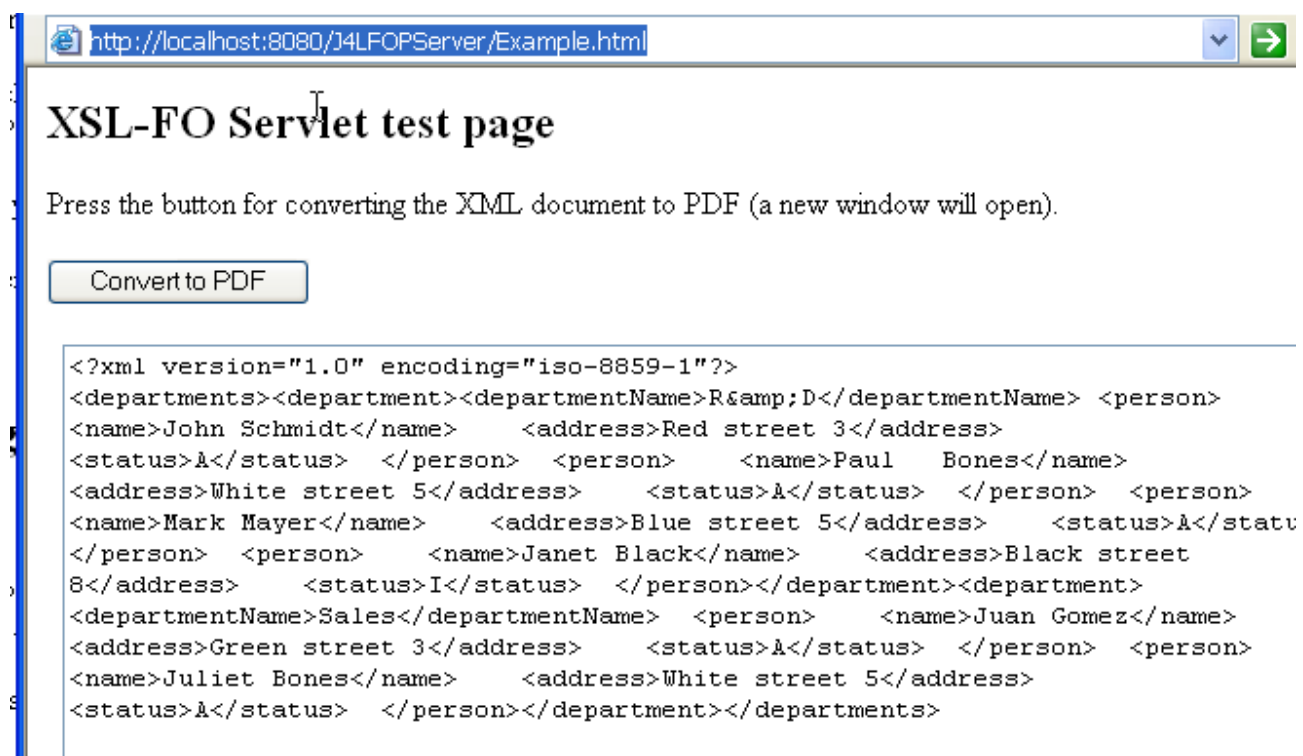 http://localhost:8080/J4LFOPServer/Example.html
XSL-FO Servlet test page
Press the button for converting the XML document to PDF (a new window will open).
Convert to PDF
<?xml version="1.0" encoding="iso-8859-1"?>
<departments><department><departmentName>R&amp;D</departmentName> <person>
<name>John Schmidt</name>    <address>Red street 3</address>
<status>A</status>  </person>  <person>    <name>Paul   Bones</name>
<address>White street 5</address>    <status>A</status>  </person>  <person>
<name>Mark Mayer</name>    <address>Blue street 5</address>    <status>A</statu
</person>  <person>    <name>Janet Black</name>    <address>Black street
8</address>    <status>I</status>  </person></department><department>
<departmentName>Sales</departmentName>  <person>    <name>Juan Gomez</name>
<address>Green street 3</address>    <status>A</status>  </person>  <person>
<name>Juliet Bones</name>    <address>White street 5</address>
<status>A</status>  </person></department></departments>